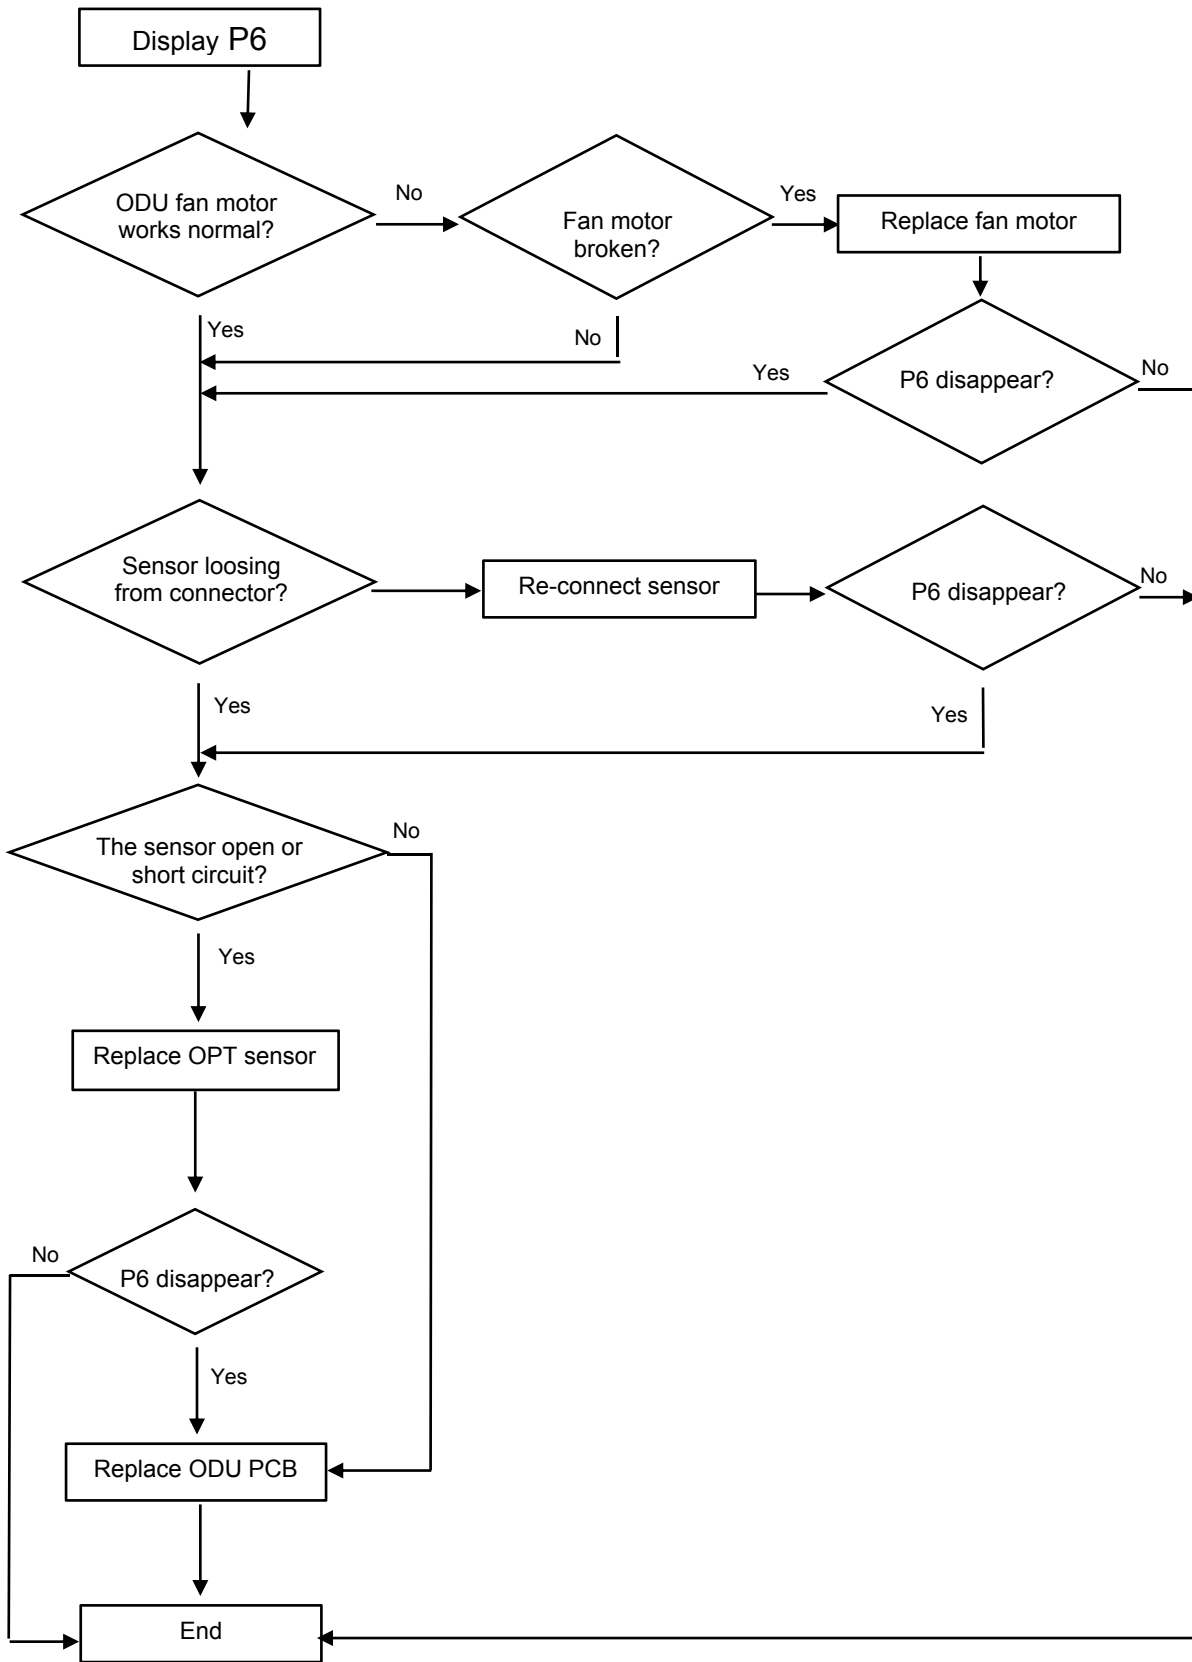 Display P6
ODU fan motor
works normal?
No
Fan motor
broken?
Yes
Replace fan motor
Yes
No
Yes
P6 disappear?
No
Sensor loosing
from connector?
Re-connect sensor
P6 disappear?
No
Yes
Yes
The sensor open or
short circuit?
No
Yes
Replace OPT sensor
No
P6 disappear?
Yes
Replace ODU PCB
End